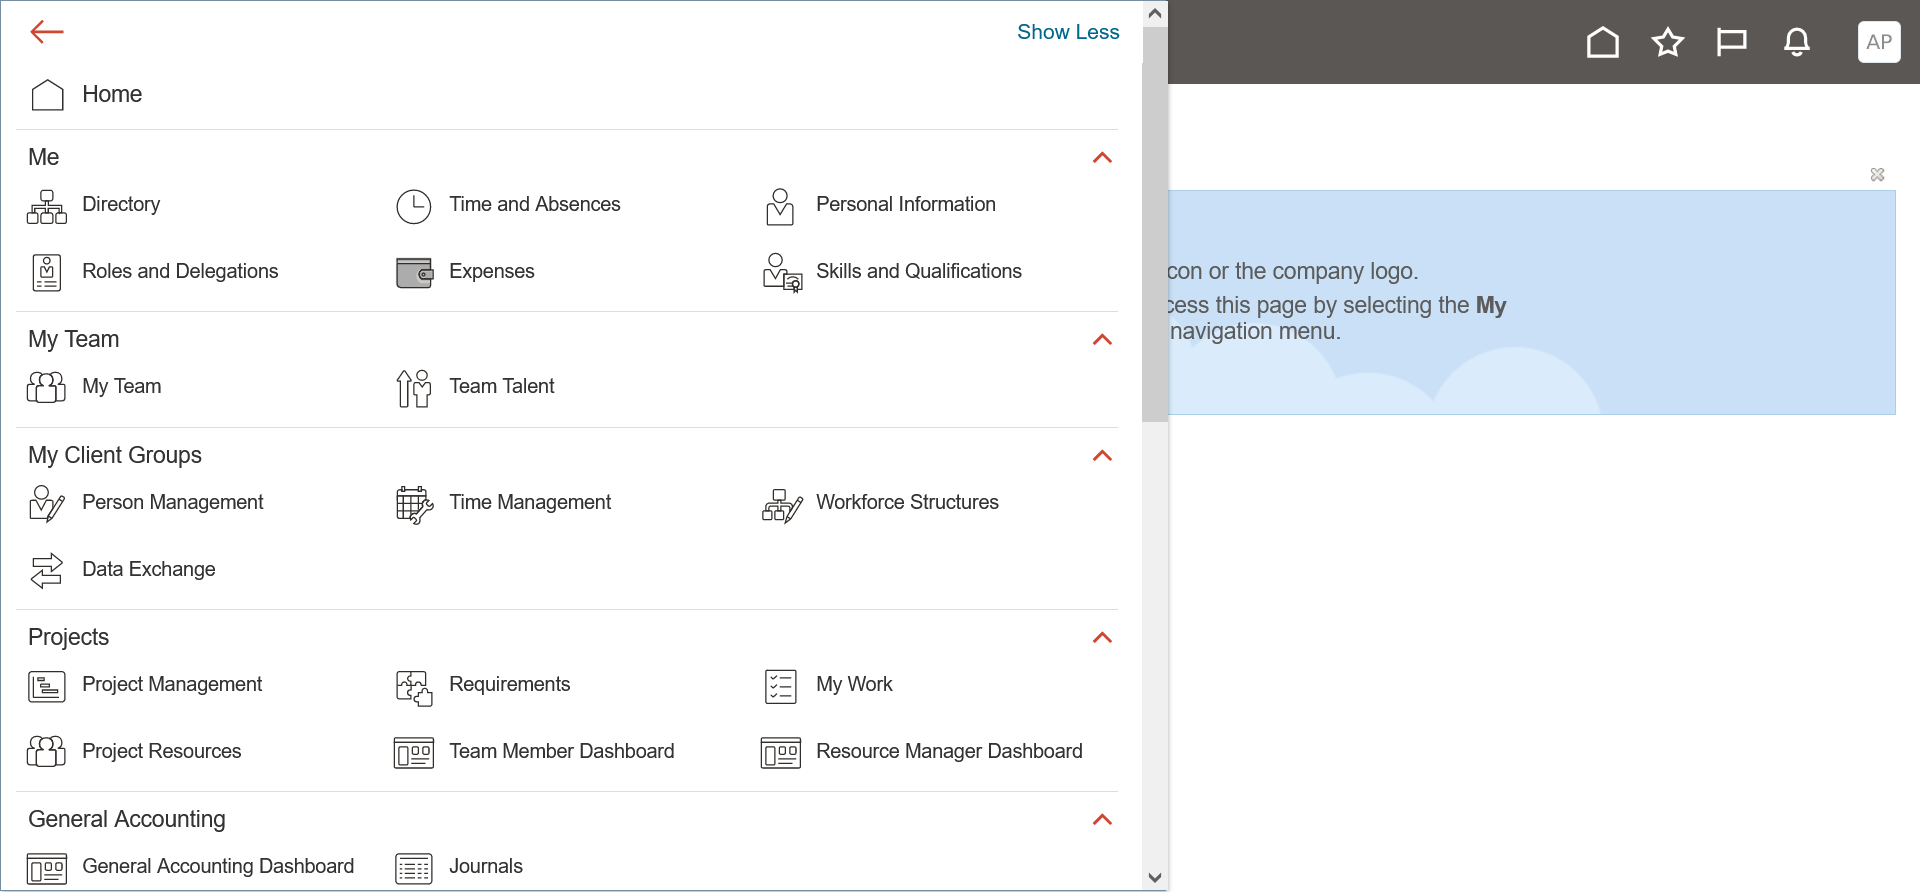 Show Less
AP
Home
Me
Directory
Time and Absences
Personal Information
Roles and Delegations
Expenses
Skills and Qualifications
con or the company logo.
cess this page by selecting the My
navigation menu.
My Team
My Team
Team Talent
My Client Groups
Person Management
Time Management
Workforce Structures
Data Exchange
Projects
Project Management
Requirements
My Work
Project Resources
Team Member Dashboard
Resource Manager Dashboard
General Accounting
General Accounting Dashboard
Journals